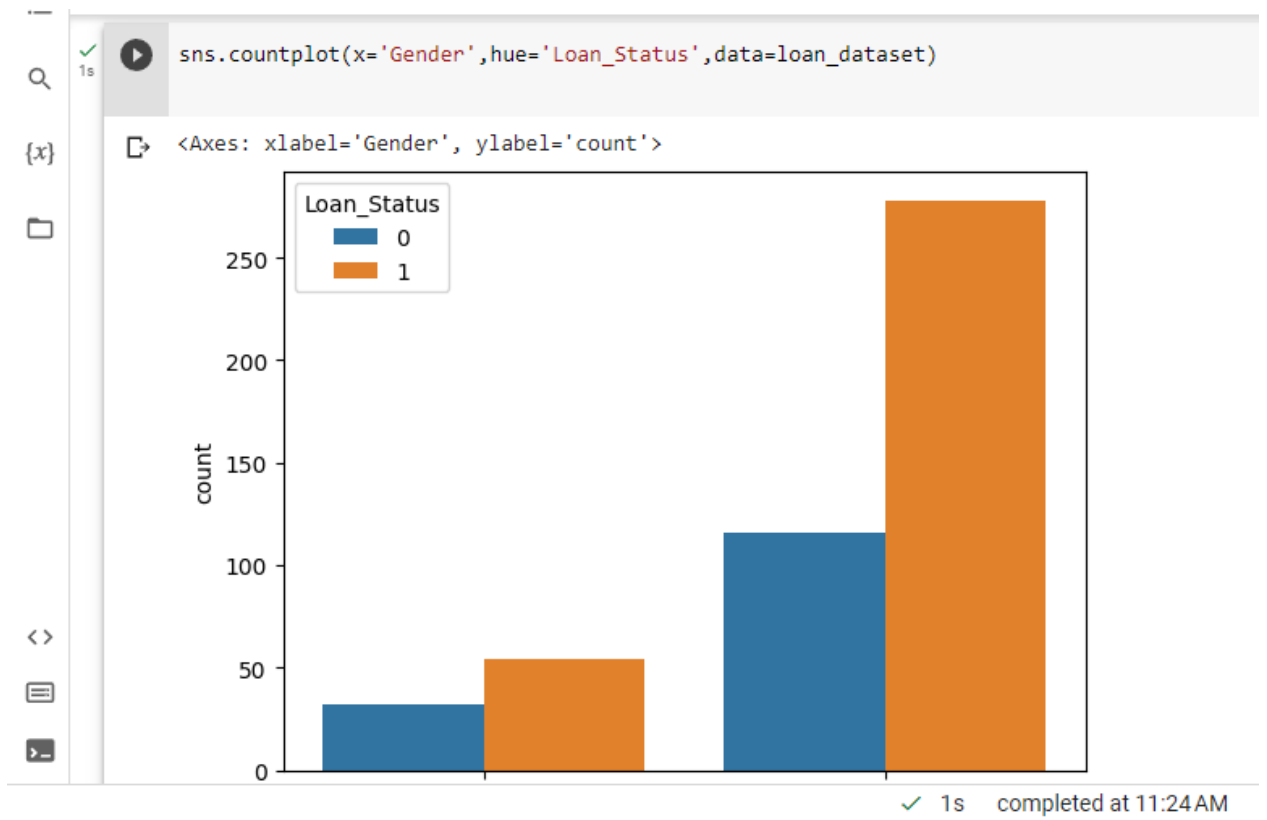 1s
sns.countplot(x='Gender',hue='Loan_Status',data=loan_dataset)
{x}
<Axes: xlabel='Gender', ylabel='count'>
Loan_Status
0
1
250
200
150
100
50
0
count
<>
1s completed at 11:24 AM